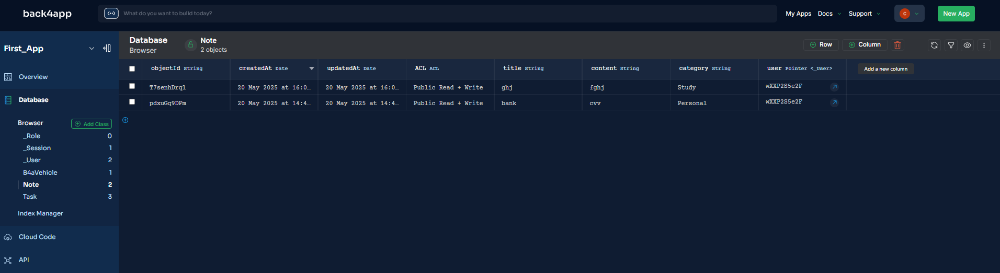 back4app
What do you want to build today?
My Apps Docs Support C New App
First_App
Overview
Database
Browser Add Class
_Role 0
_Session 1
_User 2
B4aVehicle 1
Note 2
Task 3
Index Manager
Cloud Code
API
Database
Browser
Note
2 objects
Row Column
objectId String createdAt Date updatedAt Date ACL ACL title String content String category String user Pointer <_User> Add a new column
T7senhDrql 20 May 2025 at 16:0... 20 May 2025 at 16:0... Public Read + Write ghj fghj Study wXXP2S5e2F
pdxuGq9DFm 20 May 2025 at 14:4... 20 May 2025 at 14:4... Public Read + Write bank cvv Personal wXXP2S5e2F